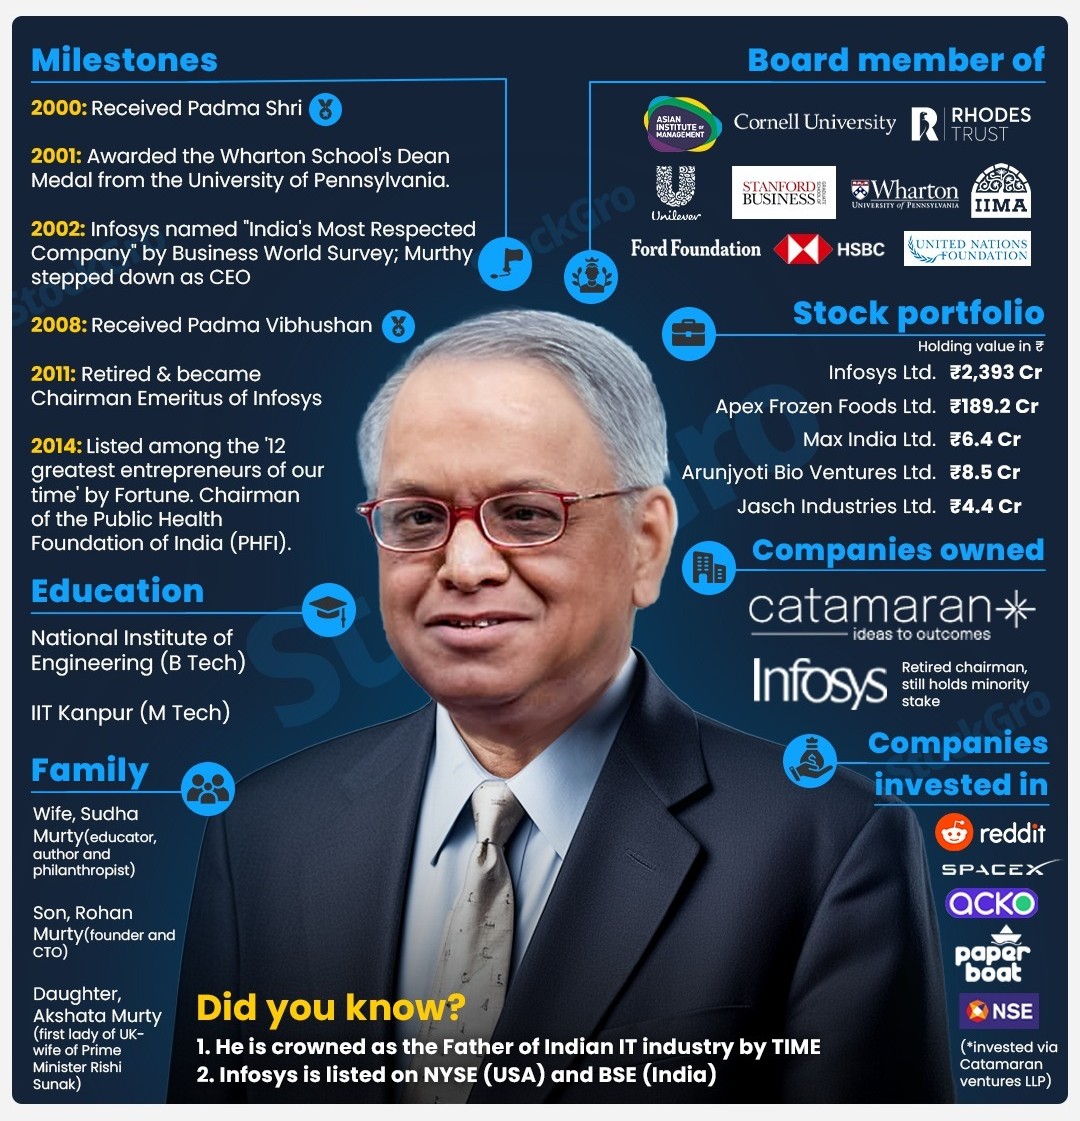 Milestones
2000: Received Padma Shri
2001: Awarded the Wharton School's Dean
Medal from the University of Pennsylvania.
2002: Infosys named "India's Most Respected
Company" by Business World Survey; Murthy
stepped down as CEO
2008: Received Padma Vibhushan
2011: Retired & became
Chairman Emeritus of Infosys
2014: Listed among the '12
greatest entrepreneurs of our
time' by Fortune. Chairman
of the Public Health
Foundation of India (PHFI).
Education
National Institute of
Engineering (B Tech)
IIT Kanpur (M Tech)
Family
Wife, Sudha
Murty(educator,
author and
philanthropist)
Son, Rohan
Murty(founder and
CTO)
Daughter,
Akshata Murty
(first lady of UK-
wife of Prime
Minister Rishi
Sunak)
Board member of
ASIAN
INSTITUTE of
MANAGEMENT
Cornell University
RHODES
TRUST
Unilever
STANFORD
BUSINESS
GRADUATE
SCHOOL OF
Wharton
UNIVERSITY of PENNSYLVANIA
IIMA
Ford Foundation
HSBC
UNITED NATIONS
FOUNDATION
Stock portfolio
Holding value in ₹
Infosys Ltd. ₹2,393 Cr
Apex Frozen Foods Ltd. ₹189.2 Cr
Max India Ltd. ₹6.4 Cr
Arunjyoti Bio Ventures Ltd. ₹8.5 Cr
Jasch Industries Ltd. ₹4.4 Cr
Companies owned
catamaran
ideas to outcomes
Infosys
Retired chairman,
still holds minority
stake
Companies
invested in
reddit
SPACEX
acko
paper
boat
NSE
(*invested via
Catamaran
ventures LLP)
Did you know?
1. He is crowned as the Father of Indian IT industry by TIME
2. Infosys is listed on NYSE (USA) and BSE (India)
StockGro